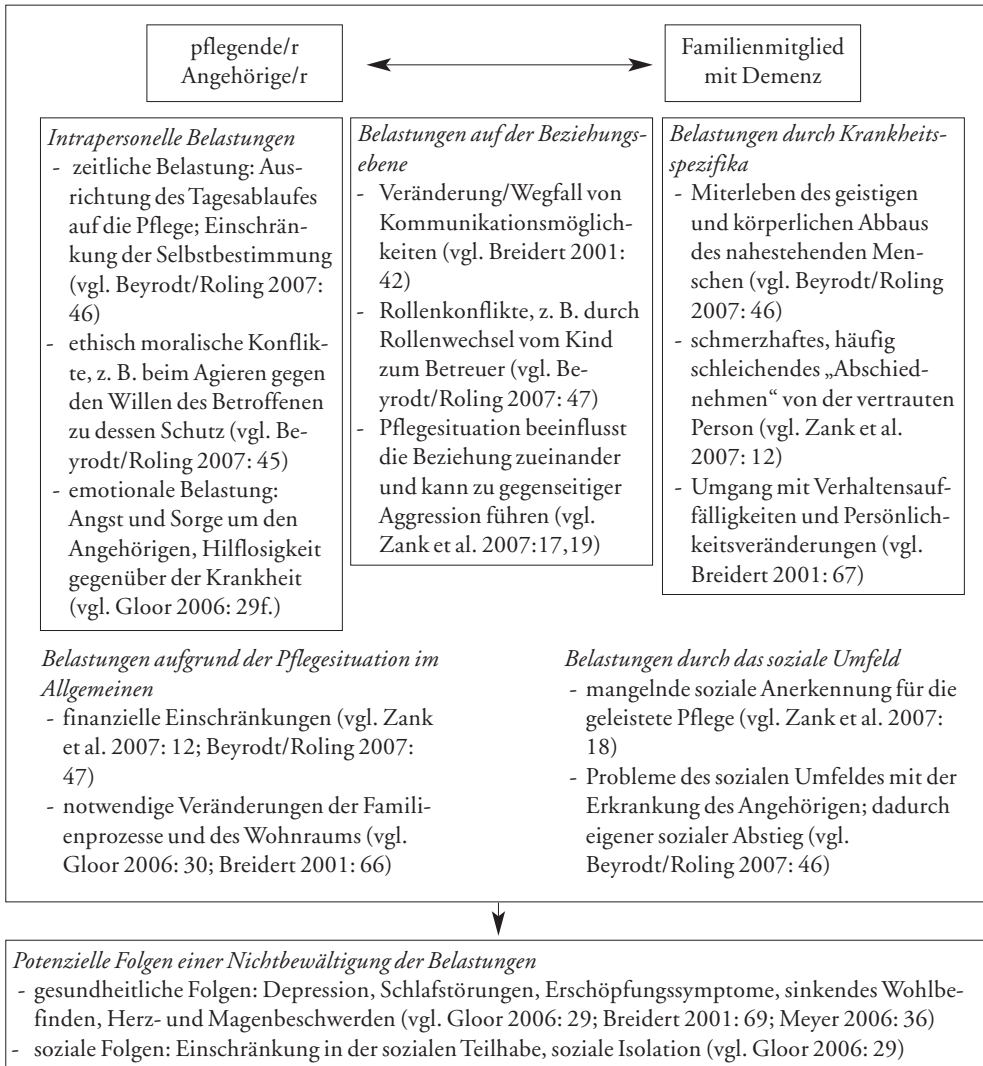 pflegende/r
Angehörige/r
Familienmitglied
mit Demenz
Intrapersonelle Belastungen
- zeitliche Belastung: Aus-
richtung des Tagesablaufes
auf die Pflege; Einschrän-
kung der Selbstbestimmung
(vgl. Beyrodt/Roling 2007:
46)
- ethisch moralische Konflik-
te, z. B. beim Agieren gegen
den Willen des Betroffenen
zu dessen Schutz (vgl. Be-
yrodt/Roling 2007: 45)
- emotionale Belastung:
Angst und Sorge um den
Angehörigen, Hilflosigkeit
gegenüber der Krankheit
(vgl. Gloor 2006: 29f.)
Belastungen auf der Beziehungs-
ebene
- Veränderung/Wegfall von
Kommunikationsmöglich-
keiten (vgl. Breidert 2001:
42)
- Rollenkonflikte, z. B. durch
Rollenwechsel vom Kind
zum Betreuer (vgl. Be-
yrodt/Roling 2007: 47)
- Pflegesituation beeinflusst
die Beziehung zueinander
und kann zu gegenseitiger
Aggression führen (vgl.
Zank et al. 2007:17,19)
Belastungen durch Krankheits-
spezifika
- Miterleben des geistigen
und körperlichen Abbaus
des nahestehenden Men-
schen (vgl. Beyrodt/Roling
2007: 46)
- schmerzhaftes, häufig
schleichendes „Abschied-
nehmen“ von der vertrauten
Person (vgl. Zank et al.
2007: 12)
- Umgang mit Verhaltensauf-
fälligkeiten und Persönlich-
keitsveränderungen (vgl.
Breidert 2001: 67)
Belastungen aufgrund der Pflegesituation im
Allgemeinen
- finanzielle Einschränkungen (vgl. Zank
et al. 2007: 12; Beyrodt/Roling 2007:
47)
- notwendige Veränderungen der Famili-
enprozesse und des Wohnraums (vgl.
Gloor 2006: 30; Breidert 2001: 66)
Belastungen durch das soziale Umfeld
- mangelnde soziale Anerkennung für die
geleistete Pflege (vgl. Zank et al. 2007:
18)
- Probleme des sozialen Umfeldes mit der
Erkrankung des Angehörigen; dadurch
eigener sozialer Abstieg (vgl.
Beyrodt/Roling 2007: 46)
Potenzielle Folgen einer Nichtbewältigung der Belastungen
- gesundheitliche Folgen: Depression, Schlafstörungen, Erschöpfungssymptome, sinkendes Wohlbe-
finden, Herz- und Magenbeschwerden (vgl. Gloor 2006: 29; Breidert 2001: 69; Meyer 2006: 36)
- soziale Folgen: Einschränkung in der sozialen Teilhabe, soziale Isolation (vgl. Gloor 2006: 29)